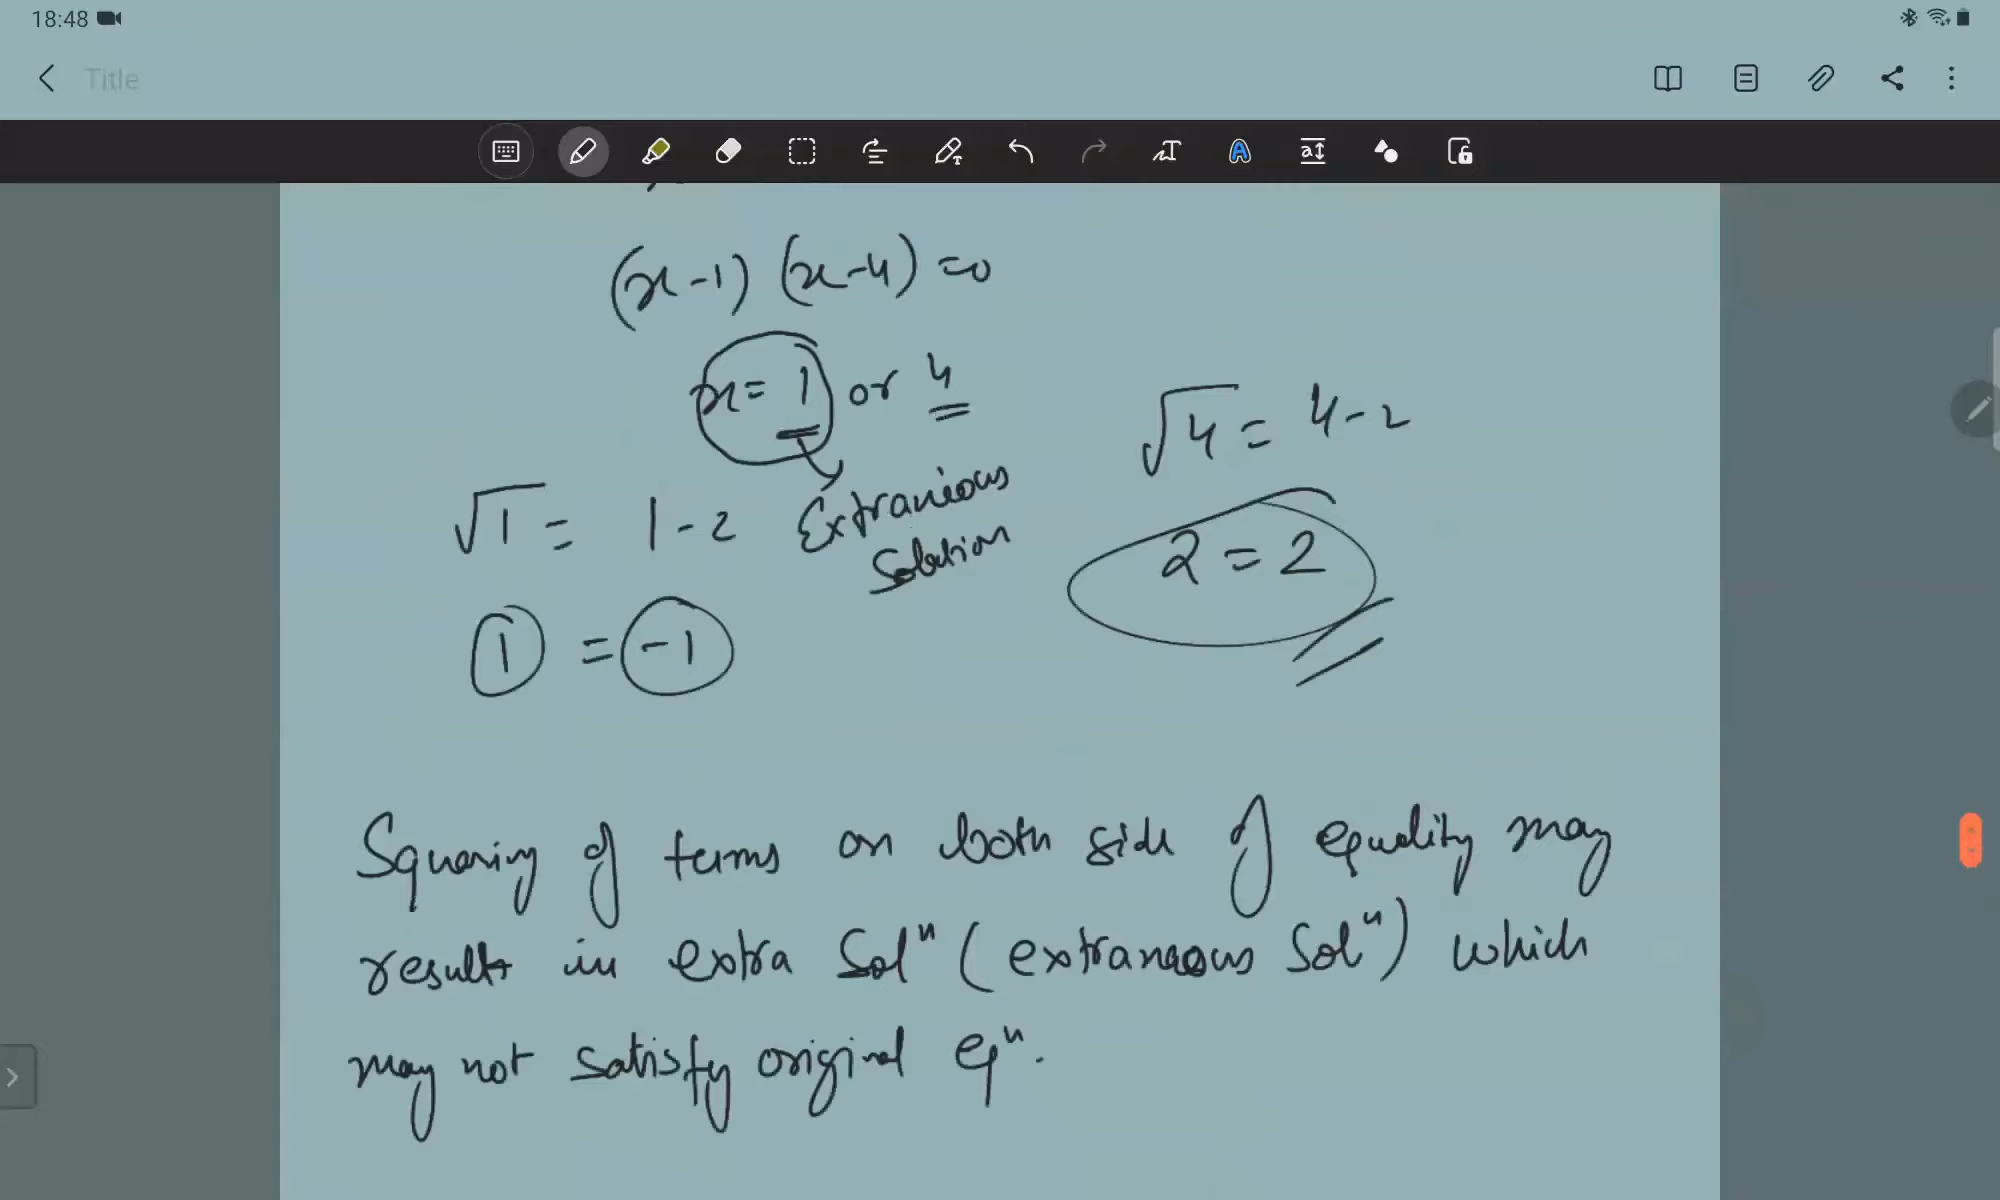 18:48
Title
(x-1) (x-4) =0
x= 1 or 4
√4 = 4-2
√1 = 1-2 Extranious
Solution
2 = 2
1 = -1
Squaring of terms on both side of equality may
results in extra Solⁿ (extraneous Solⁿ) which
may not satisfy original eqⁿ.